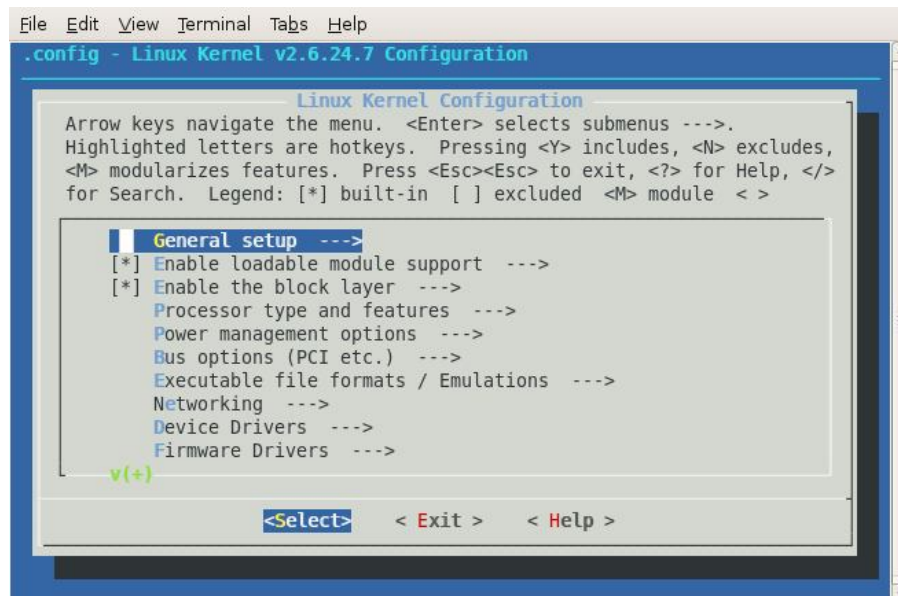 File Edit View Terminal Tabs Help
.config - Linux Kernel v2.6.24.7 Configuration
Linux Kernel Configuration
Arrow keys navigate the menu. <Enter> selects submenus --->.
Highlighted letters are hotkeys. Pressing <Y> includes, <N> excludes,
<M> modularizes features. Press <Esc><Esc> to exit, <?> for Help, </>
for Search. Legend: [*] built-in [ ] excluded <M> module < >
General setup --->
[*] Enable loadable module support --->
[*] Enable the block layer --->
Processor type and features --->
Power management options --->
Bus options (PCI etc.) --->
Executable file formats / Emulations --->
Networking --->
Device Drivers --->
Firmware Drivers --->
v(+)
<Select> < Exit > < Help >